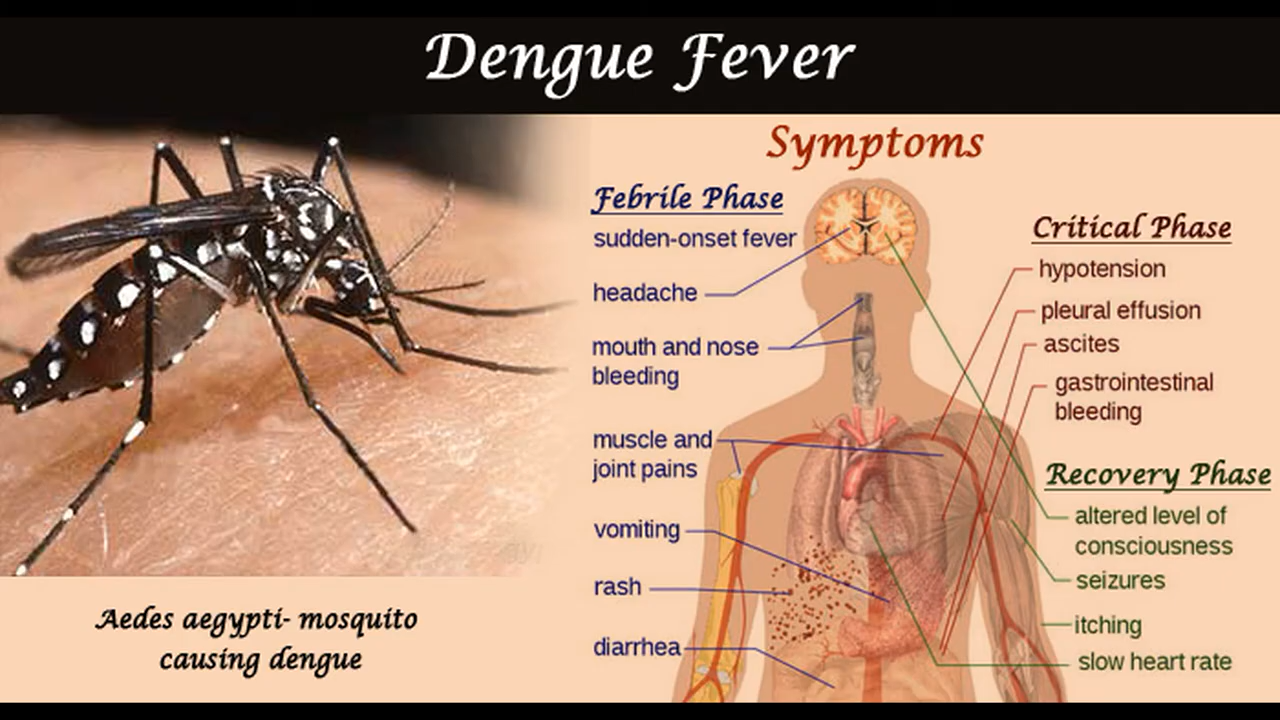 Dengue Fever
Symptoms
Febrile Phase
sudden-onset fever
headache
mouth and nose
bleeding
muscle and
joint pains
vomiting
rash
diarrhea
Critical Phase
hypotension
pleural effusion
ascites
gastrointestinal
bleeding
Recovery Phase
altered level of
consciousness
seizures
itching
slow heart rate
Aedes aegypti- mosquito
causing dengue